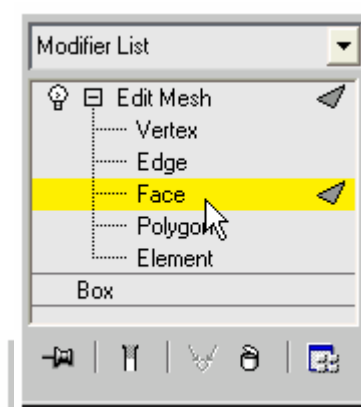 Modifier List
Edit Mesh
Vertex
Edge
Face
Polygon
Element
Box